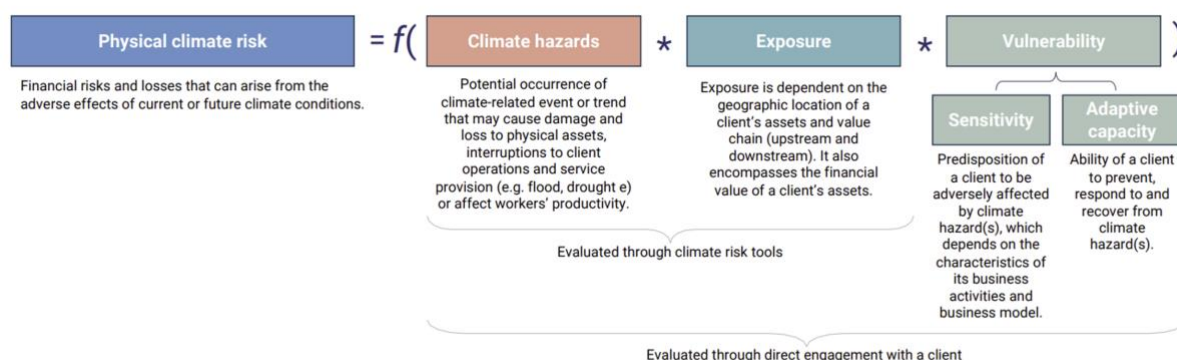 Physical climate risk
= f(
Climate hazards
*
Exposure
*
Vulnerability
)
Financial risks and losses that can arise from the
adverse effects of current or future climate conditions.
Potential occurrence of
climate-related event or trend
that may cause damage and
loss to physical assets,
interruptions to client
operations and service
provision (e.g. flood, drought e)
or affect workers' productivity.
Exposure is dependent on the
geographic location of a
client's assets and value
chain (upstream and
downstream). It also
encompasses the financial
value of a client's assets.
Sensitivity
Predisposition of
a client to be
adversely affected
by climate
hazard(s), which
depends on the
characteristics of
its business
activities and
business model.
Adaptive
capacity
Ability of a client
to prevent,
respond to and
recover from
climate
hazard(s).
Evaluated through climate risk tools
Evaluated through direct engagement with a client